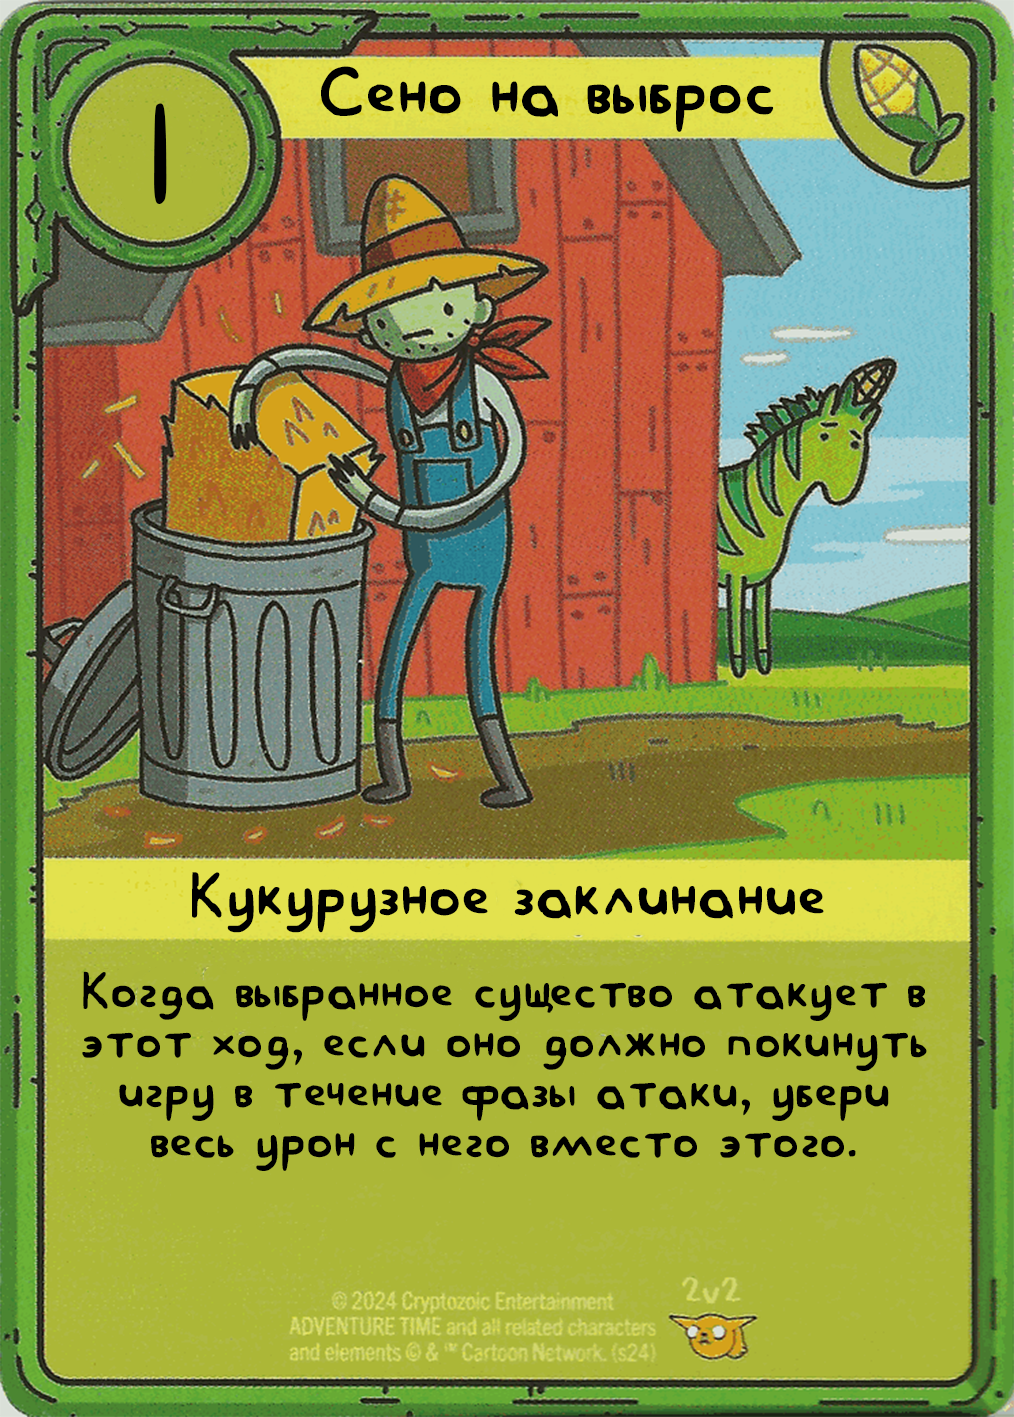 1
Сено на выброс
Кукурузное заклинание
Когда выбранное существо атакует в
этот ход, если оно должно покинуть
игру в течение фазы атаки, убери
весь урон с него вместо этого.
2v2
© 2024 Cryptozoic Entertainment
ADVENTURE TIME and all related characters
and elements © & ™ Cartoon Network. (s24)